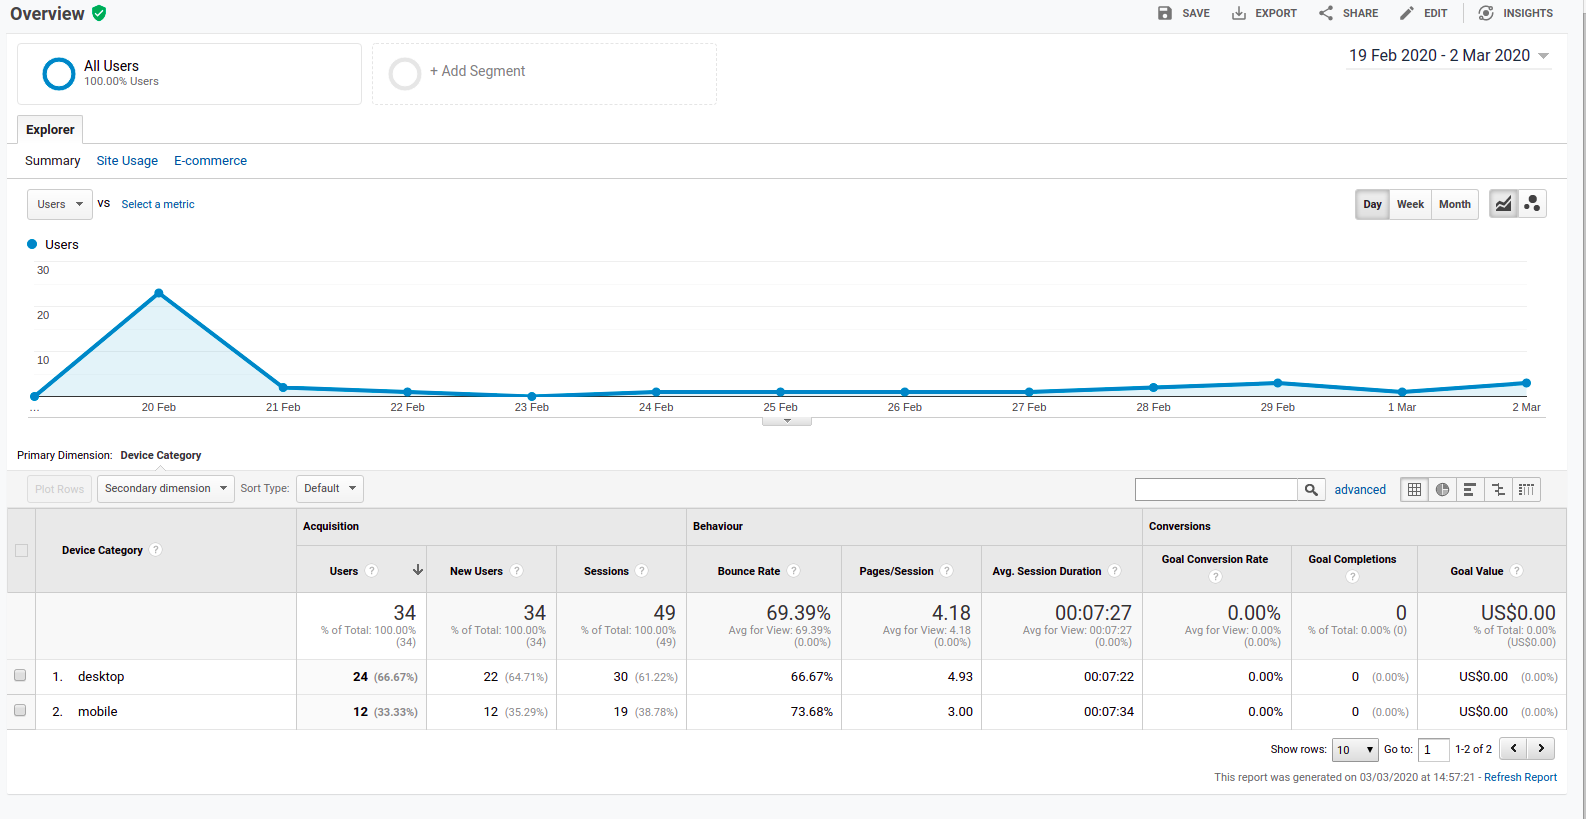 Overview
SAVE EXPORT SHARE EDIT INSIGHTS
All Users
100.00% Users
+ Add Segment
19 Feb 2020 - 2 Mar 2020
Explorer
Summary Site Usage E-commerce
Users VS Select a metric
Day Week Month
Users
30
20
10
... 20 Feb 21 Feb 22 Feb 23 Feb 24 Feb 25 Feb 26 Feb 27 Feb 28 Feb 29 Feb 1 Mar 2 Mar
Primary Dimension: Device Category
Plot Rows Secondary dimension Sort Type: Default advanced
Device Category ? Acquisition Behaviour Conversions
Users ? New Users ? Sessions ? Bounce Rate ? Pages/Session ? Avg. Session Duration ? Goal Conversion Rate ? Goal Completions ? Goal Value ?
34 34 49 69.39% 4.18 00:07:27 0.00% 0 US$0.00
% of Total: 100.00% % of Total: 100.00% % of Total: 100.00% Avg for View: 69.39% Avg for View: 4.18 Avg for View: 00:07:27 Avg for View: 0.00% % of Total: 0.00% (0) % of Total: 0.00%
(34) (34) (49) (0.00%) (0.00%) (0.00%) (0.00%) (US$0.00)
1. desktop 24 (66.67%) 22 (64.71%) 30 (61.22%) 66.67% 4.93 00:07:22 0.00% 0 (0.00%) US$0.00 (0.00%)
2. mobile 12 (33.33%) 12 (35.29%) 19 (38.78%) 73.68% 3.00 00:07:34 0.00% 0 (0.00%) US$0.00 (0.00%)
Show rows: 10 Go to: 1 1-2 of 2
This report was generated on 03/03/2020 at 14:57:21 - Refresh Report